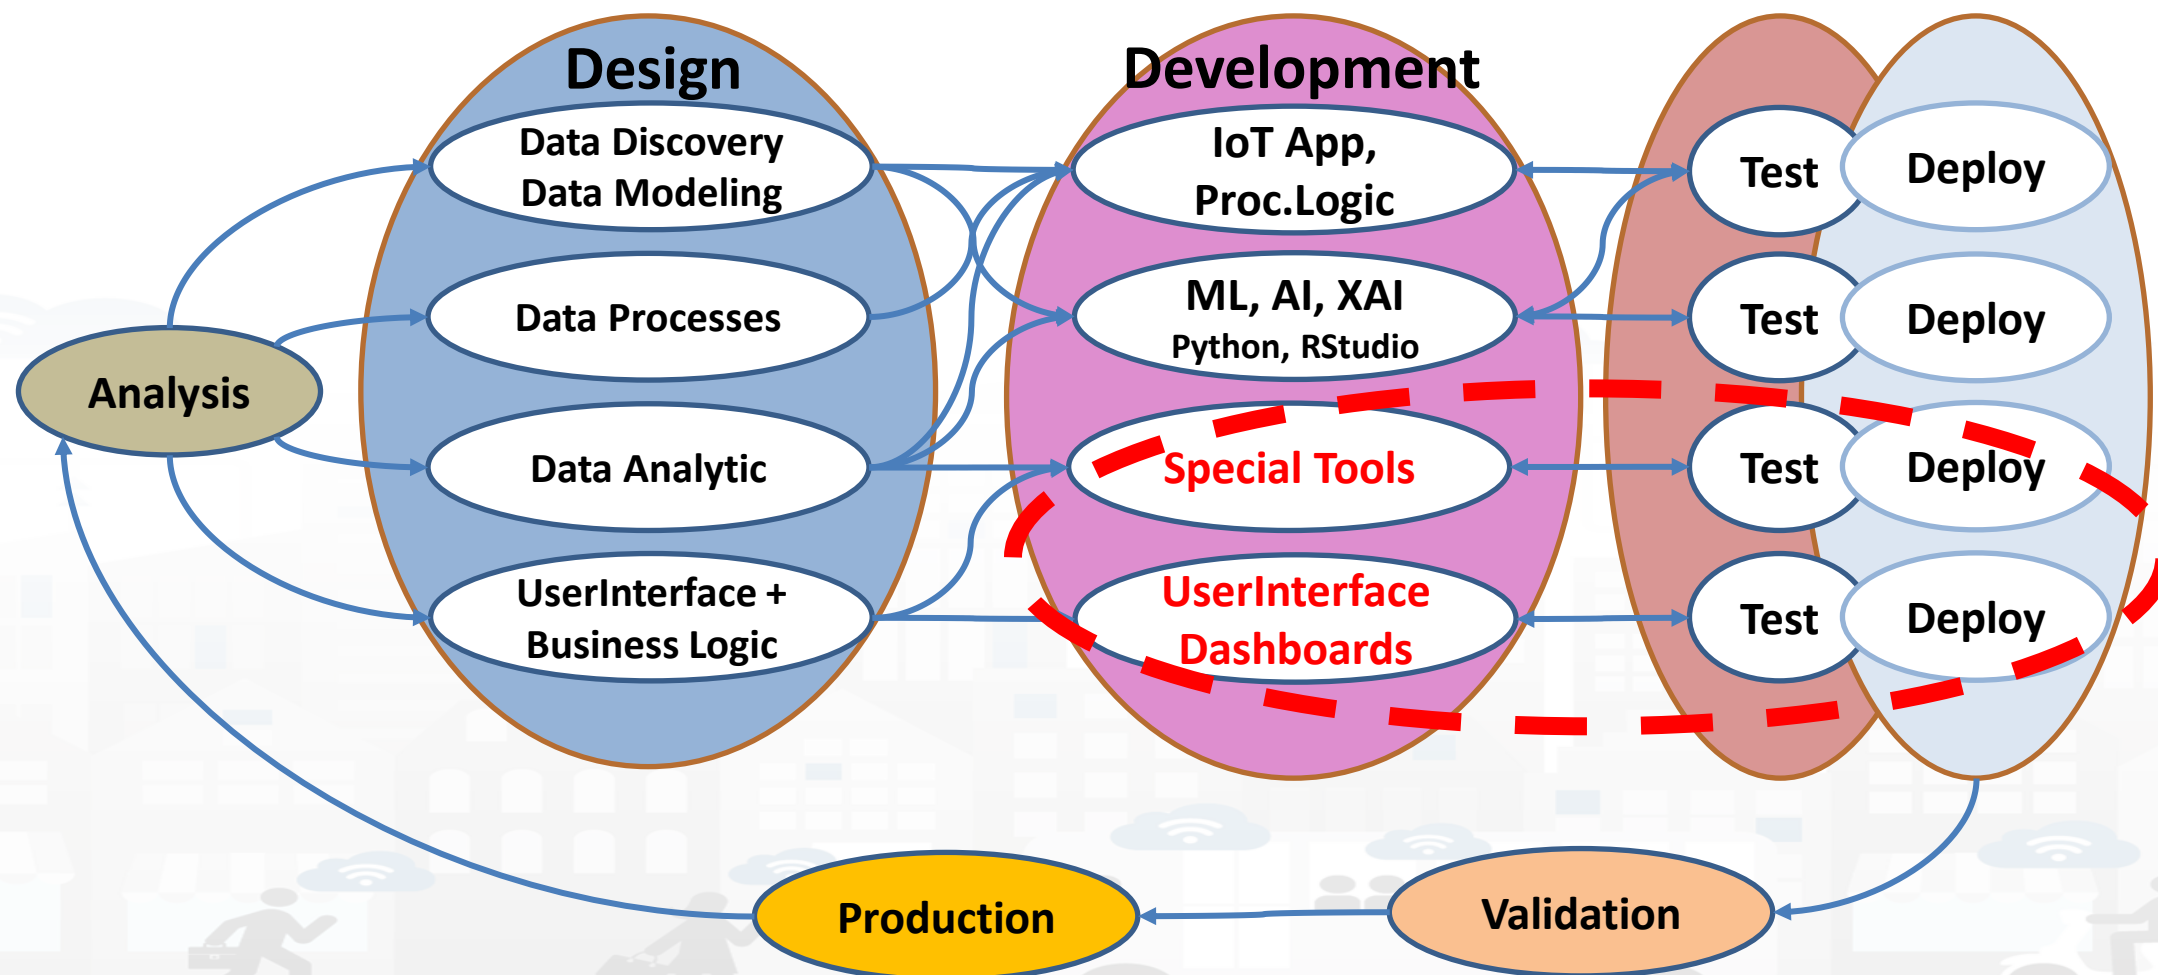 Design
Development
Data Discovery
Data Modeling
IoT App,
Proc.Logic
Test
Deploy
Data Processes
ML, AI, XAI
Python, RStudio
Test
Deploy
Analysis
Data Analytic
Special Tools
Test
Deploy
UserInterface +
Business Logic
UserInterface
Dashboards
Test
Deploy
Production
Validation